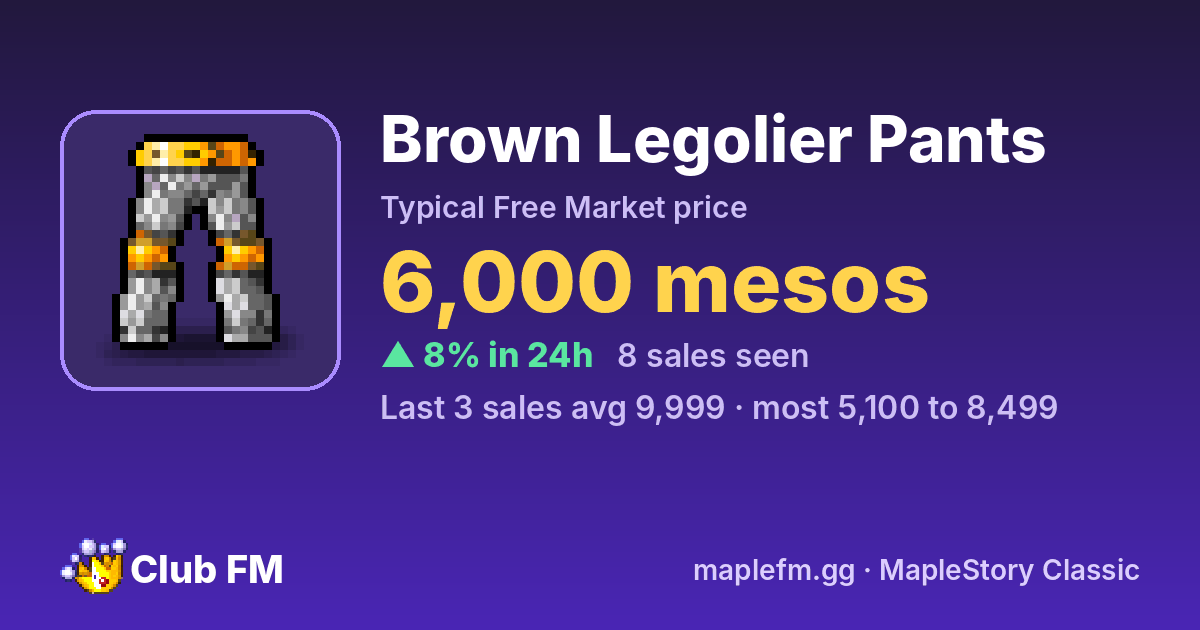 Brown Legolier Pants
Typical Free Market price
6,000 mesos
▲ 8% in 24h 8 sales seen
Last 3 sales avg 9,999 · most 5,100 to 8,499
Club FM
maplefm.gg · MapleStory Classic